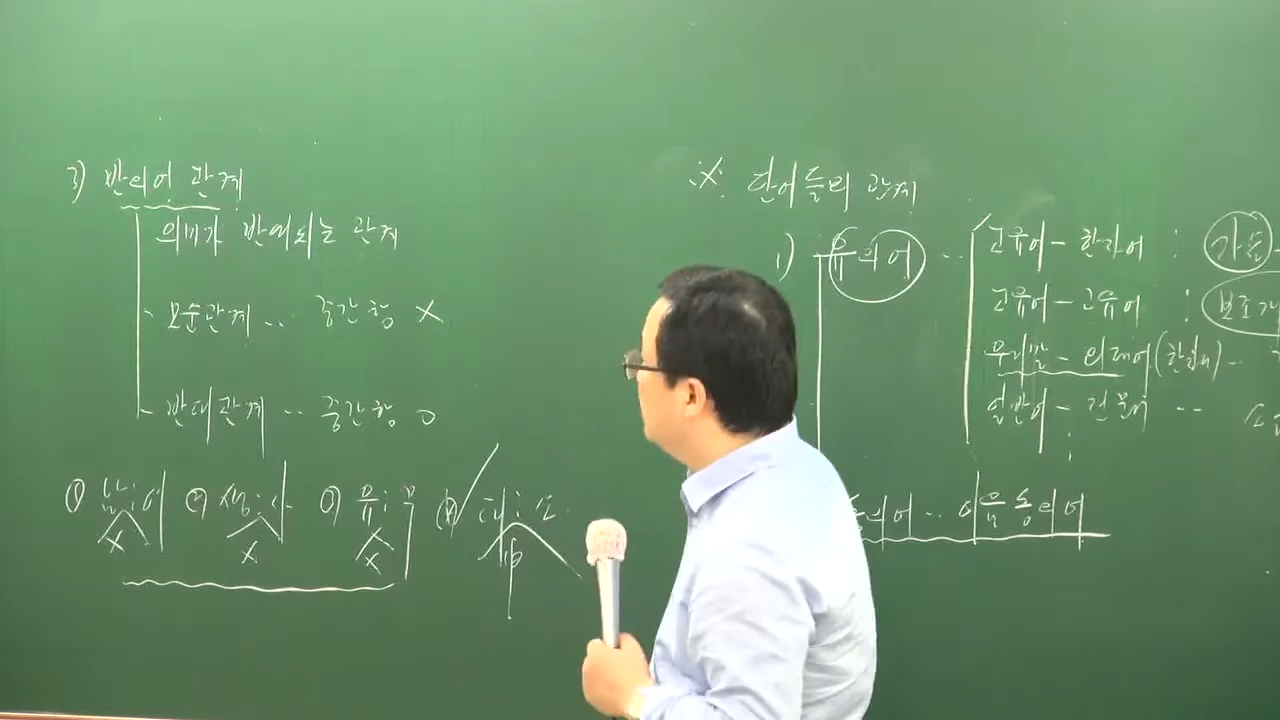 3) 반의어 관계
의미가 반대되는 관계
- 모순관계 .. 중간항 X
- 반대관계 .. 중간항 O
① 남:여 ② 생:사 ③ 유:무 ④ 대:소
X X X 中
※ 단어들의 관계
1) 유의어 .. 고유어 - 한자어 :
고유어 - 고유어 :
우리말 - 외래어 (한자어) -
일반어 - 전문어 --
동의어 .. 이음동의어